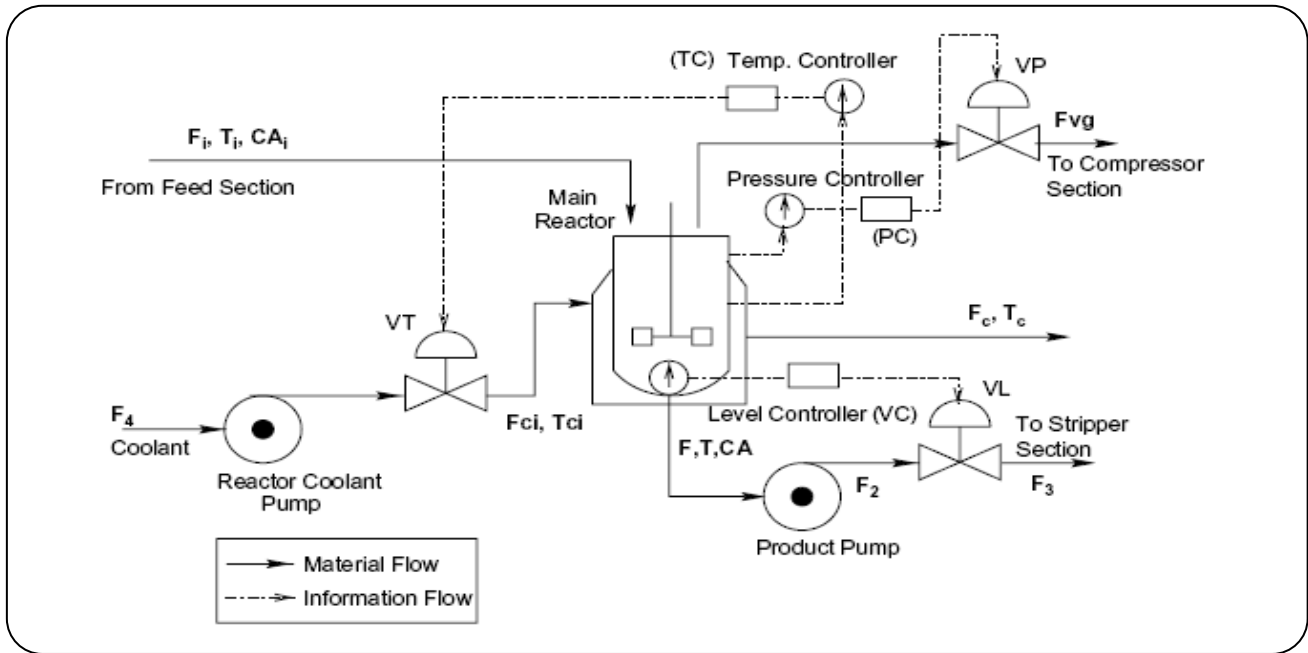 (TC) Temp. Controller
VP
Fi, Ti, CAi
Fvg
From Feed Section
To Compressor
Section
Pressure Controller
Main
Reactor
(PC)
VT
Fc, Tc
F4
Coolant
Fci, Tci
Level Controller (VC)
VL
To Stripper
Section
F,T,CA
F2
F3
Reactor Coolant
Pump
Product Pump
Material Flow
Information Flow